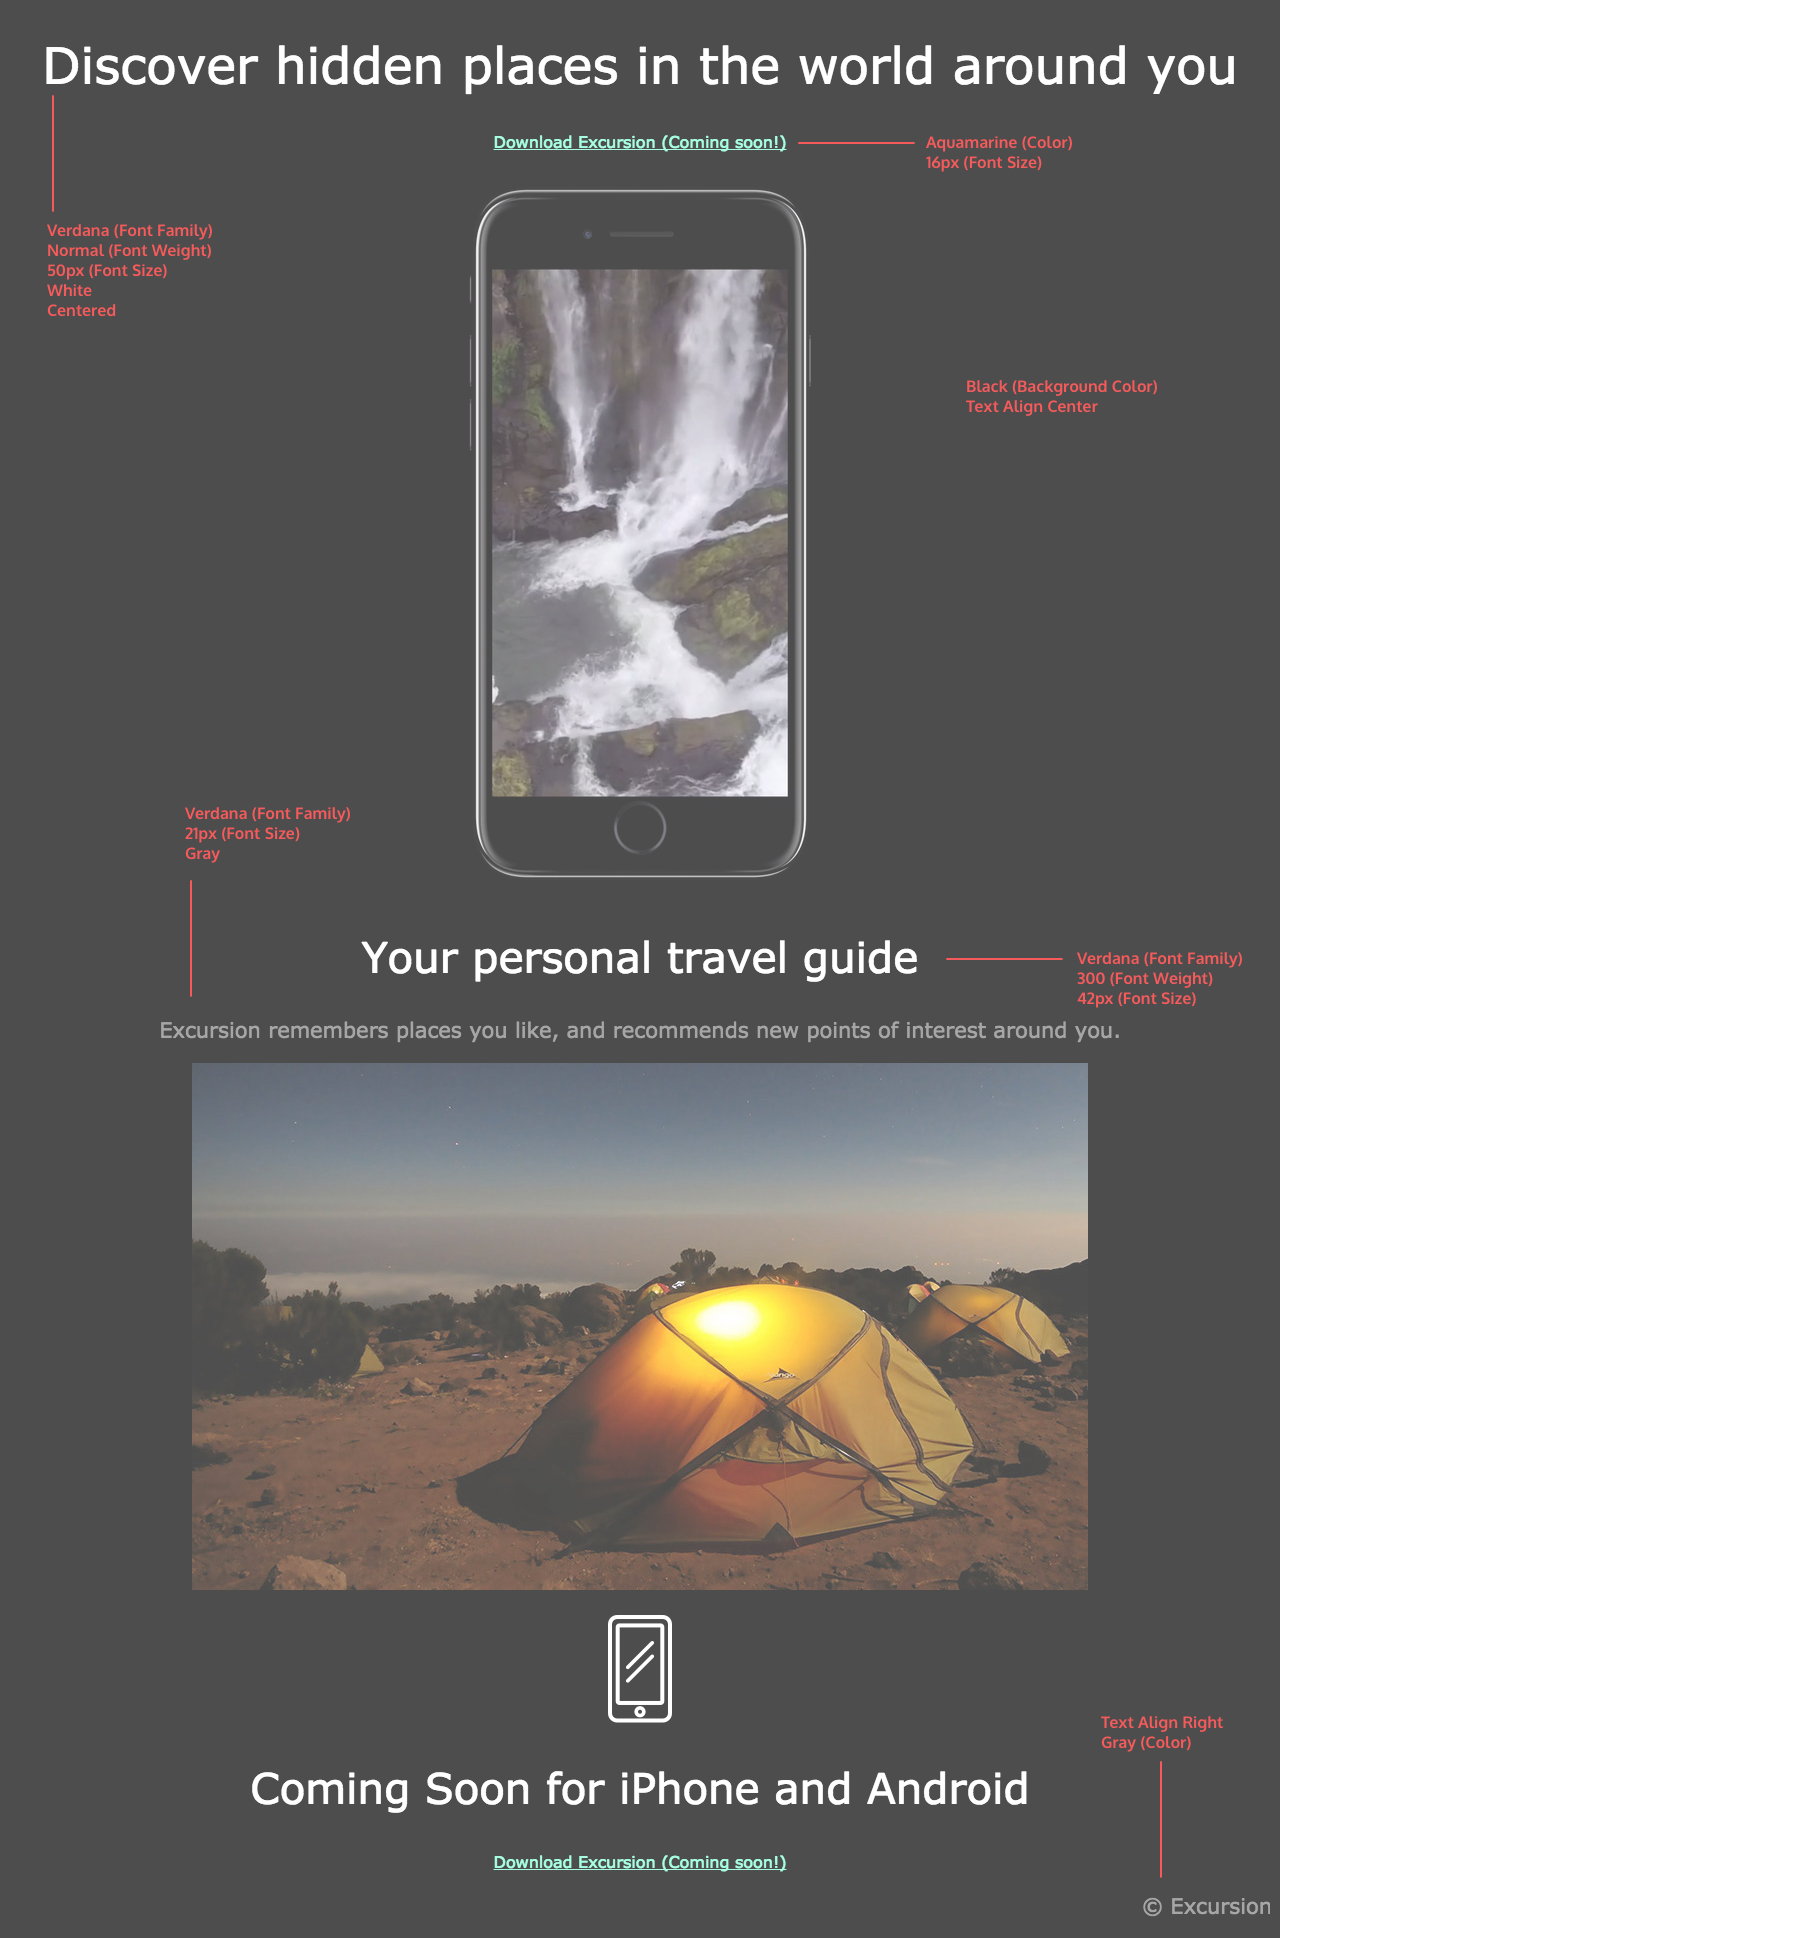 Discover hidden places in the world around you
Download Excursion (Coming soon!)
Aquamarine (Color)
16px (Font Size)
Verdana (Font Family)
Normal (Font Weight)
50px (Font Size)
White
Centered
Black (Background Color)
Text Align Center
Verdana (Font Family)
21px (Font Size)
Gray
Your personal travel guide
Verdana (Font Family)
300 (Font Weight)
42px (Font Size)
Excursion remembers places you like, and recommends new points of interest around you.
Text Align Right
Gray (Color)
Coming Soon for iPhone and Android
Download Excursion (Coming soon!)
© Excursion